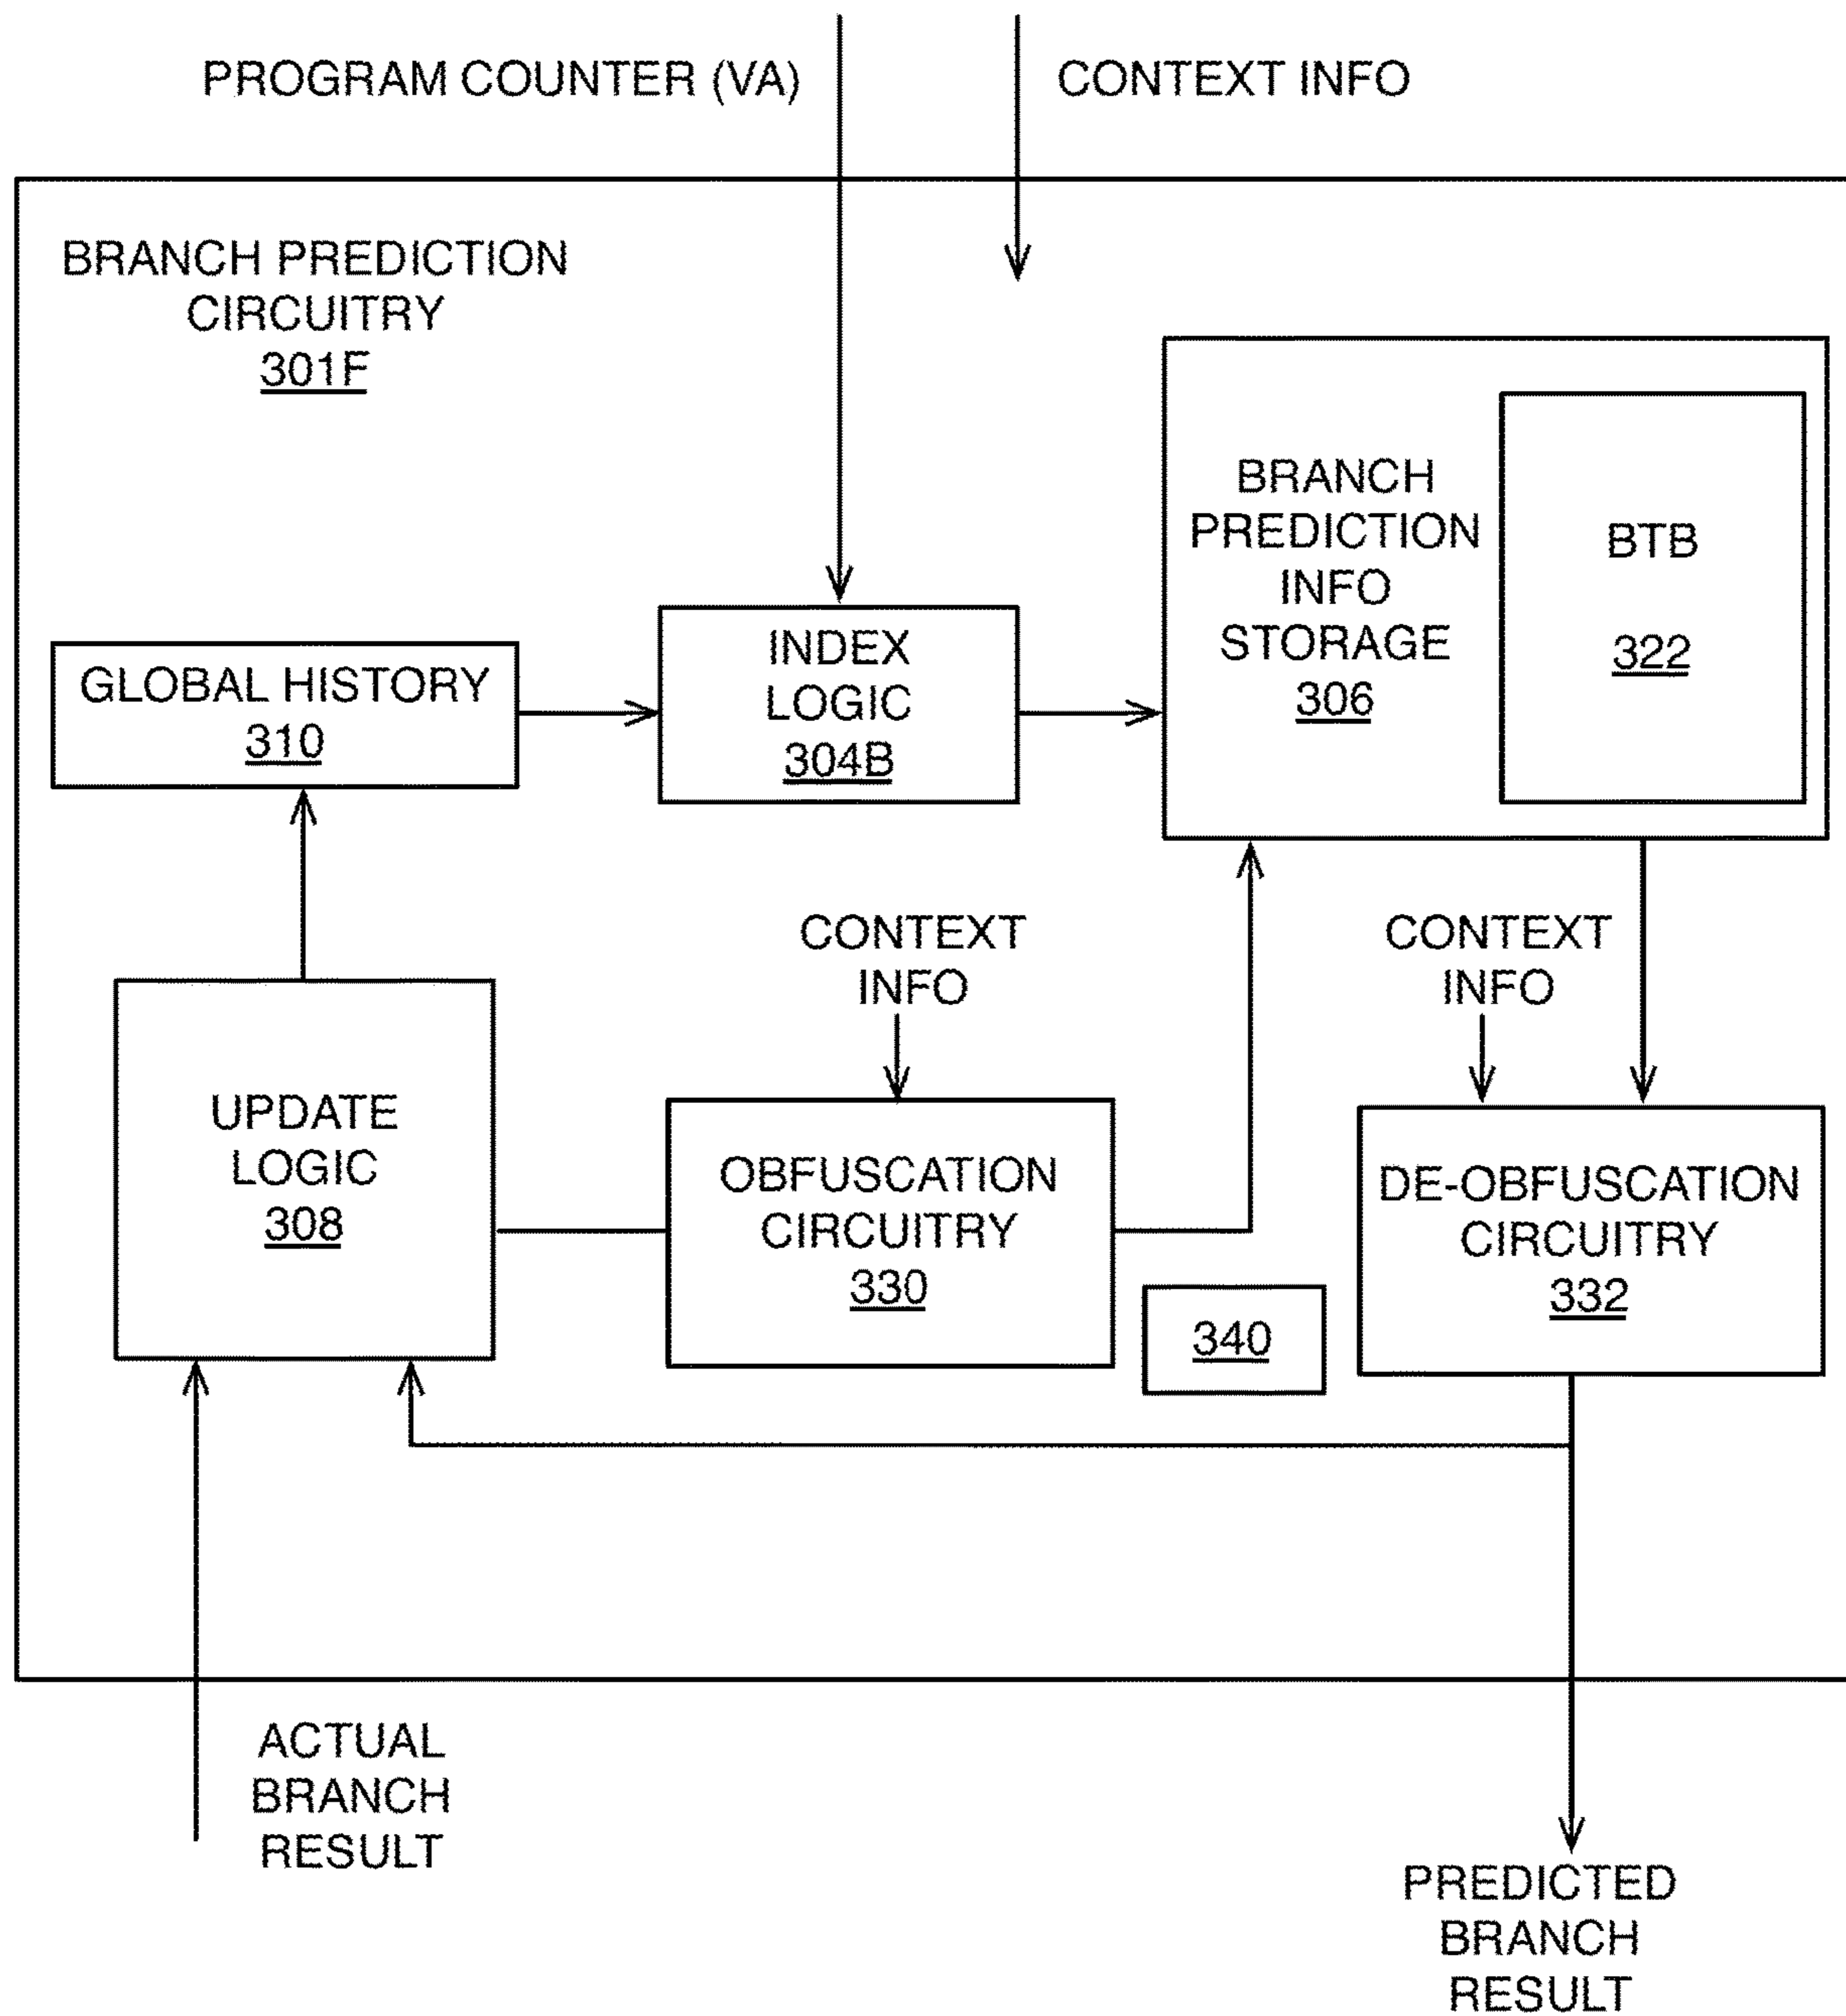 PROGRAM COUNTER (VA)
CONTEXT INFO
BRANCH PREDICTION
CIRCUITRY
301F
BRANCH
PREDICTION
INFO
STORAGE
306
BTB
322
GLOBAL HISTORY
310
INDEX
LOGIC
304B
CONTEXT
INFO
CONTEXT
INFO
UPDATE
LOGIC
308
OBFUSCATION
CIRCUITRY
330
340
DE-OBFUSCATION
CIRCUITRY
332
ACTUAL
BRANCH
RESULT
PREDICTED
BRANCH
RESULT